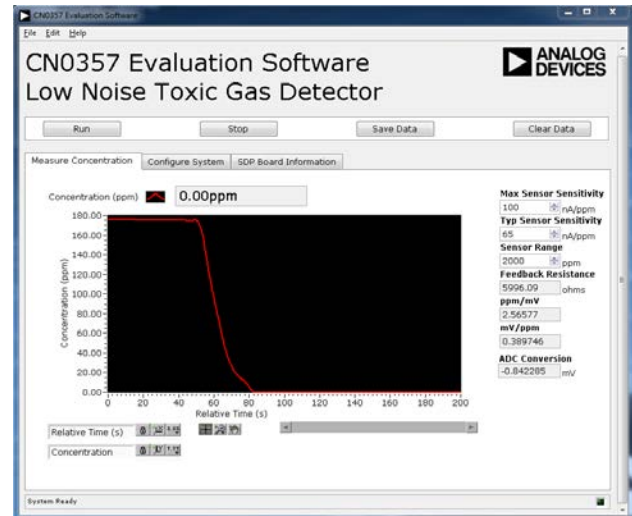 CN0357 Evaluation Software
File Edit Help
CN0357 Evaluation Software
Low Noise Toxic Gas Detector
ANALOG
DEVICES
Run Stop Save Data Clear Data
Measure Concentration Configure System SDP Board Information
Concentration (ppm) 0.00ppm
Max Sensor Sensitivity
100 nA/ppm
Typ Sensor Sensitivity
65 nA/ppm
Sensor Range
2000 ppm
Feedback Resistance
5996.09 ohms
ppm/mV
2.56577
mV/ppm
0.389746
ADC Conversion
-0.842285 mV
Concentration (ppm)
180.00
160.00
140.00
120.00
100.00
80.00
60.00
40.00
20.00
0.00
0 20 40 60 80 100 120 140 160 180 200
Relative Time (s)
Relative Time (s)
Concentration
System Ready